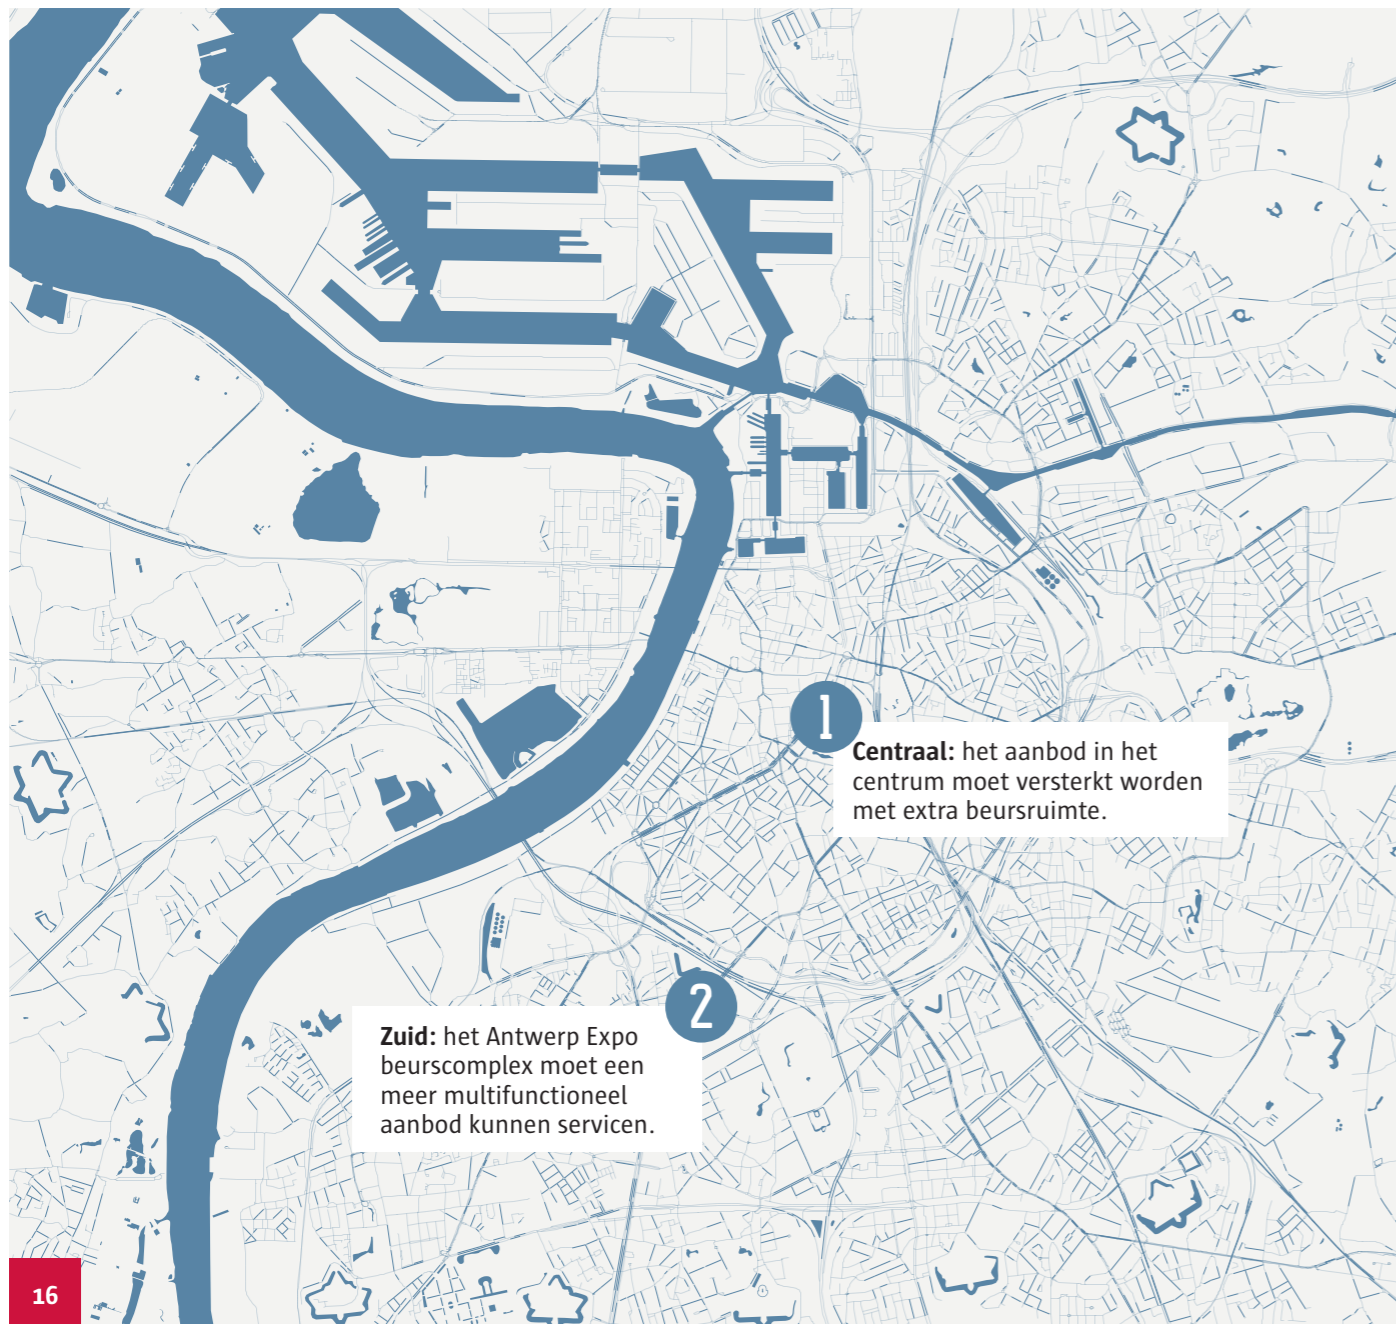 1
Centraal: het aanbod in het
centrum moet versterkt worden
met extra beursruimte.
2
Zuid: het Antwerp Expo
beurscomplex moet een
meer multifunctioneel
aanbod kunnen servicen.
16